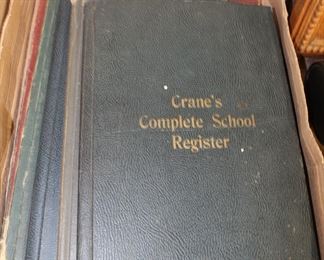 Crane's
Complete School
Register